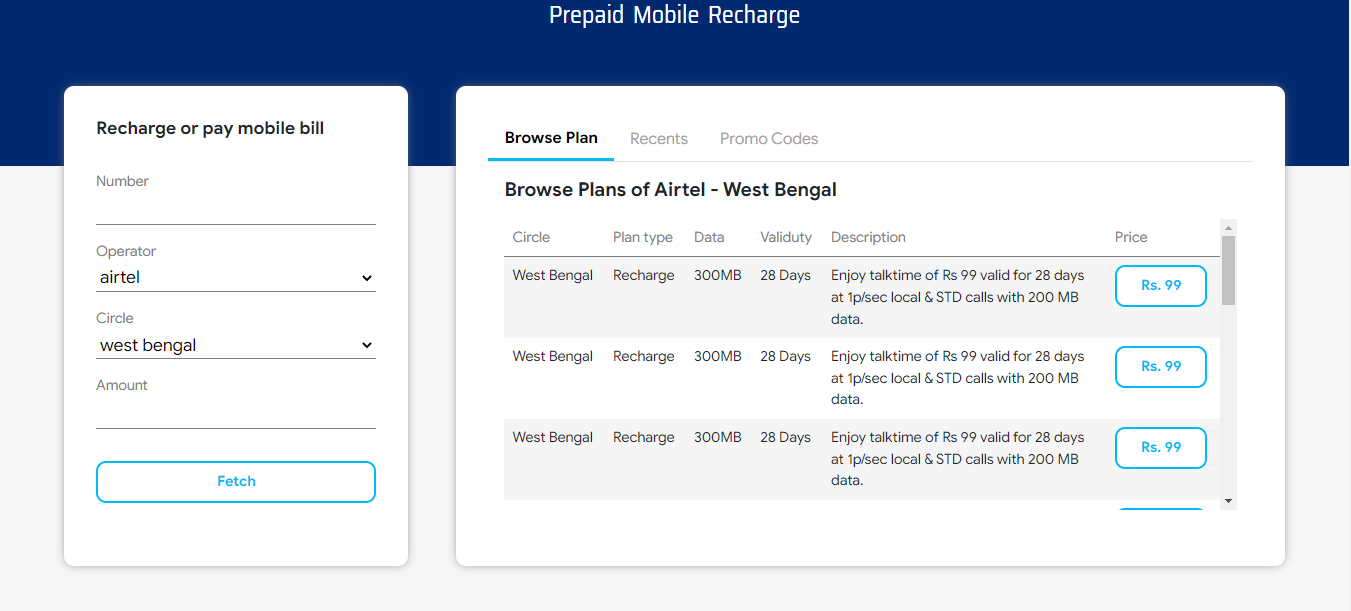 Prepaid Mobile Recharge
Recharge or pay mobile bill
Number
Operator
airtel
Circle
west bengal
Amount
Fetch
Browse Plan Recents Promo Codes
Browse Plans of Airtel - West Bengal
Circle Plan type Data Validuty Description Price
West Bengal Recharge 300MB 28 Days Enjoy talktime of Rs 99 valid for 28 days Rs. 99
at 1p/sec local & STD calls with 200 MB
data.
West Bengal Recharge 300MB 28 Days Enjoy talktime of Rs 99 valid for 28 days Rs. 99
at 1p/sec local & STD calls with 200 MB
data.
West Bengal Recharge 300MB 28 Days Enjoy talktime of Rs 99 valid for 28 days Rs. 99
at 1p/sec local & STD calls with 200 MB
data.